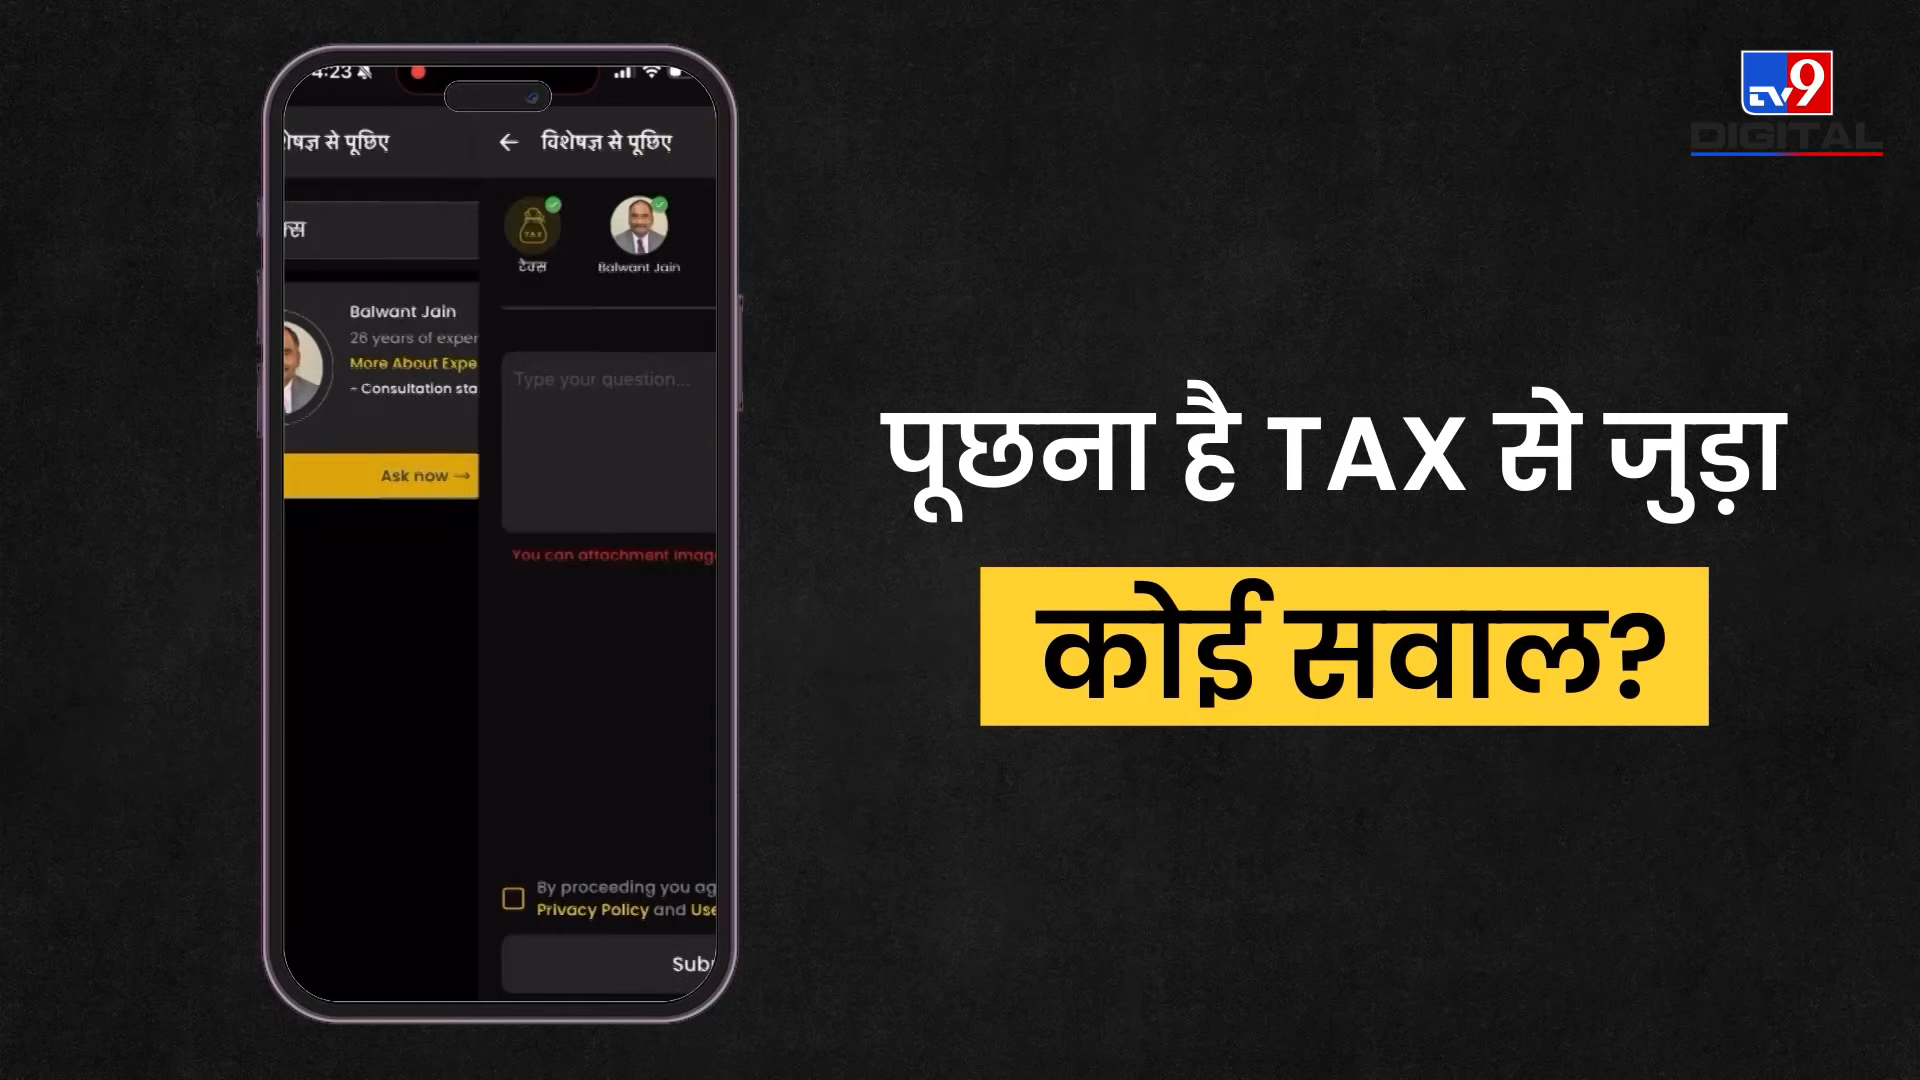 4:23
विशेषज्ञ से पूछिए
से पूछिए
टैक्स
Balwant Jain
Balwant Jain
26 years of exper
More About Expe
- Consultation sta
Ask now →
Type your question...
You can attachment imag
By proceeding you ag
Privacy Policy and Use
Sub
पूछना है TAX से जुड़ा
कोई सवाल?
TV9
DIGITAL
TAX